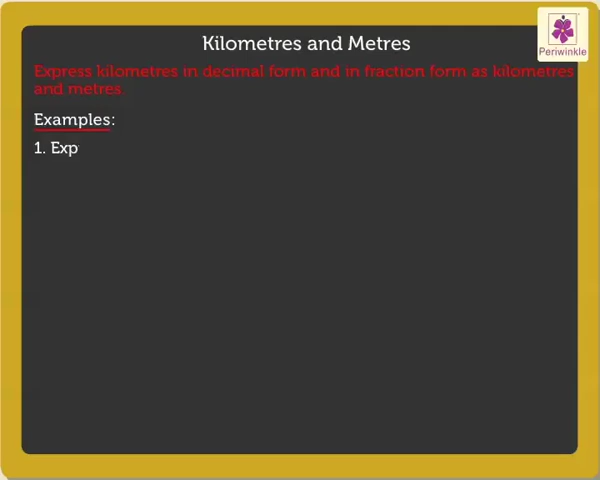 Periwinkle
Kilometres and Metres
Express kilometres in decimal form and in fraction form as kilometres
and metres.
Examples:
1. Exp